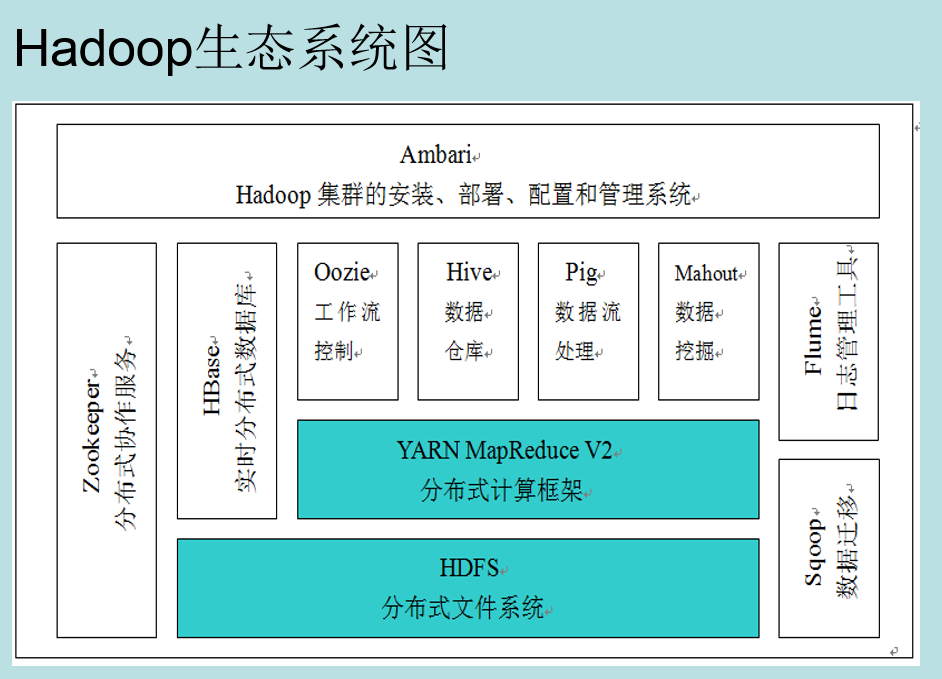 Hadoop生态系统图
Ambari
Hadoop 集群的安装、部署、配置和管理系统
Zookeeper
分布式协作服务
HBase
实时分布式数据库
Oozie
工作流
控制
Hive
数据
仓库
Pig
数据流
处理
Mahout
数据
挖掘
Flume
日志管理工具
YARN MapReduce V2
分布式计算框架
Sqoop
数据迁移
HDFS
分布式文件系统